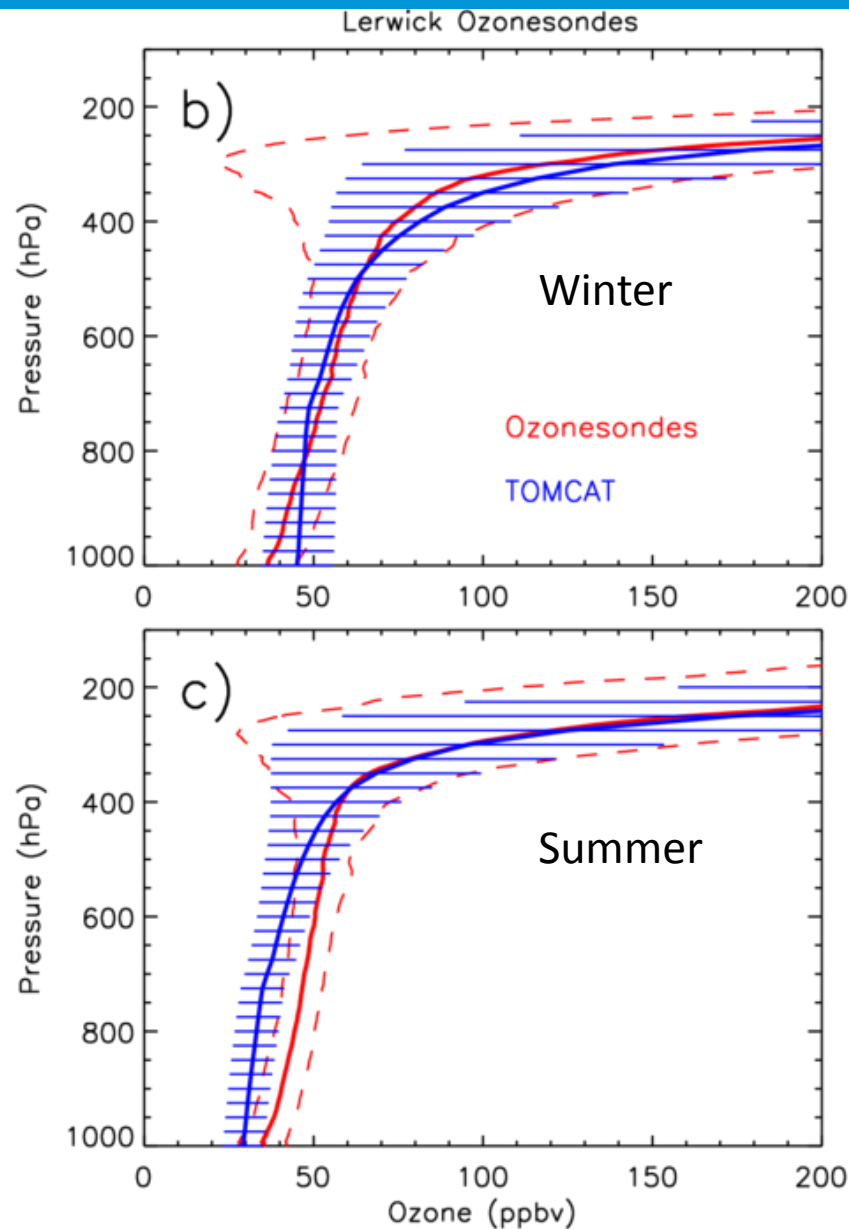 Lerwick Ozonesondes
b)
200
400
600
800
1000
Pressure (hPa)
Winter
Ozonesondes
TOMCAT
0 50 100 150 200
c)
200
400
600
800
1000
Pressure (hPa)
Summer
0 50 100 150 200
Ozone (ppbv)